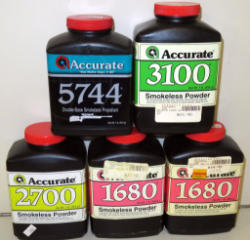 Accurate
5744
Double-Base Smokeless Propellant
Accurate
3100
Smokeless Powder
Accurate
2700
Smokeless Powder
Accurate
1680
Smokeless Powder
1680
Smokeless Powder